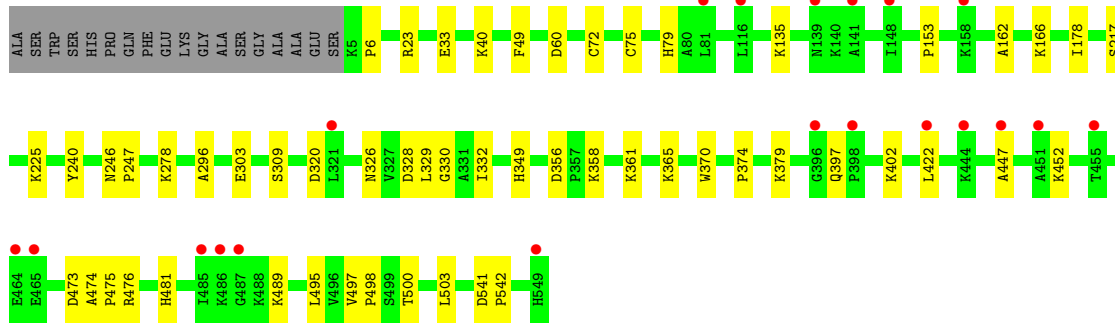 ALA
SER
TRP
SER
HIS
PRO
GLN
PHE
GLU
LYS
GLY
ALA
SER
GLY
ALA
ALA
GLU
SER
K5
P6
R23
E33
K40
F49
D60
C72
C75
H79
A80
L81
L116
K135
N139
K140
A141
I148
P153
K158
A162
K166
I178
S217
K225
Y240
N246
P247
K278
A296
E303
S309
D320
L321
N326
V327
D328
L329
G330
A331
I332
H349
D356
P357
K358
K361
K365
W370
P374
K379
G396
Q397
P398
K402
L422
K444
A447
A451
K452
T455
E464
E465
D473
A474
P475
R476
H481
I485
K486
G487
K488
K489
L495
V496
V497
P498
S499
T500
L503
D541
P542
H549